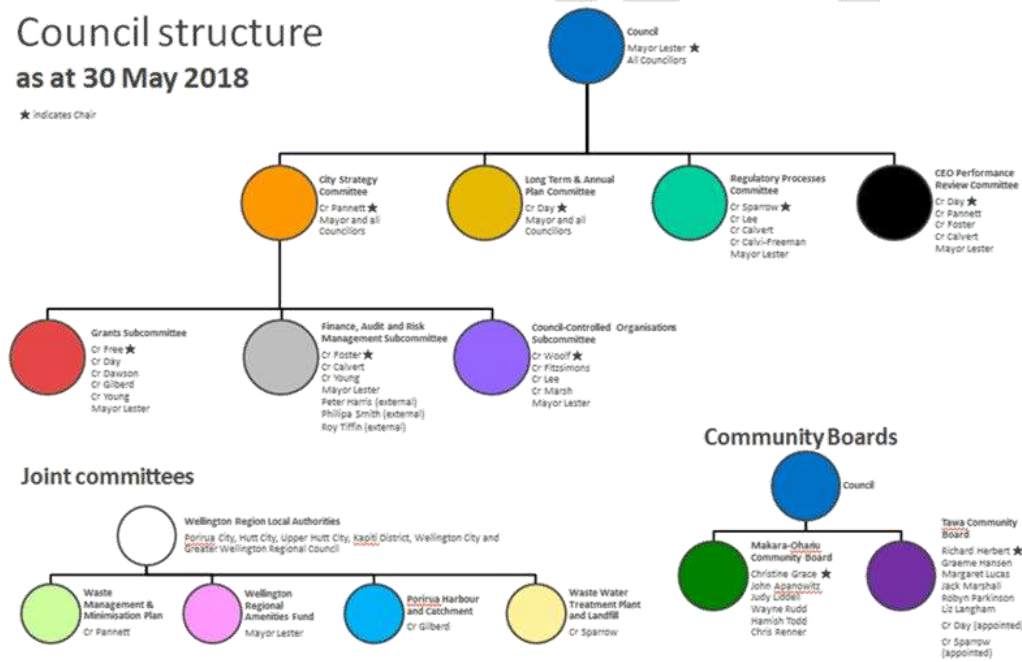 Council structure
as at 30 May 2018
★ indicates Chair
Council
Mayor Lester ★
All Councillors
City Strategy
Committee
Cr Pannett ★
Mayor and all
Councillors
Long Term & Annual
Plan Committee
Cr Day ★
Mayor and all
Councillors
Regulatory Processes
Committee
Cr Sparrow ★
Cr Lee
Cr Calvert
Cr Calvi-Freeman
Mayor Lester
CEO Performance
Review Committee
Cr Day ★
Cr Pannett
Cr Foster
Cr Calvert
Mayor Lester
Grants Subcommittee
Cr Free ★
Cr Day
Cr Dawson
Cr Gilberd
Cr Young
Mayor Lester
Finance, Audit and Risk
Management Subcommittee
Cr Foster ★
Cr Calvert
Cr Young
Mayor Lester
Peter Harris (external)
Philipa Smith (external)
Roy Tiffin (external)
Council-Controlled Organisations
Subcommittee
Cr Woolf ★
Cr Fitzsimons
Cr Lee
Cr Marsh
Mayor Lester
Joint committees
Wellington Region Local Authorities
Porirua City, Hutt City, Upper Hutt City, Kapiti District, Wellington City and
Greater Wellington Regional Council
Waste
Management &
Minimisation Plan
Cr Pannett
Wellington
Regional
Amenities Fund
Mayor Lester
Porirua Harbour
and Catchment
Cr Gilberd
Waste Water
Treatment Plant
and Landfill
Cr Sparrow
Community Boards
Council
Makara-Ohariu
Community Board
Christine Grace ★
John Apanowitz
Judy Liddell
Wayne Rudd
Hamish Todd
Chris Renner
Tawa Community
Board
Richard Herbert ★
Graeme Hansen
Margaret Lucas
Jack Marshall
Robyn Parkinson
Liz Langham
Cr Day (appointed)
Cr Sparrow
(appointed)